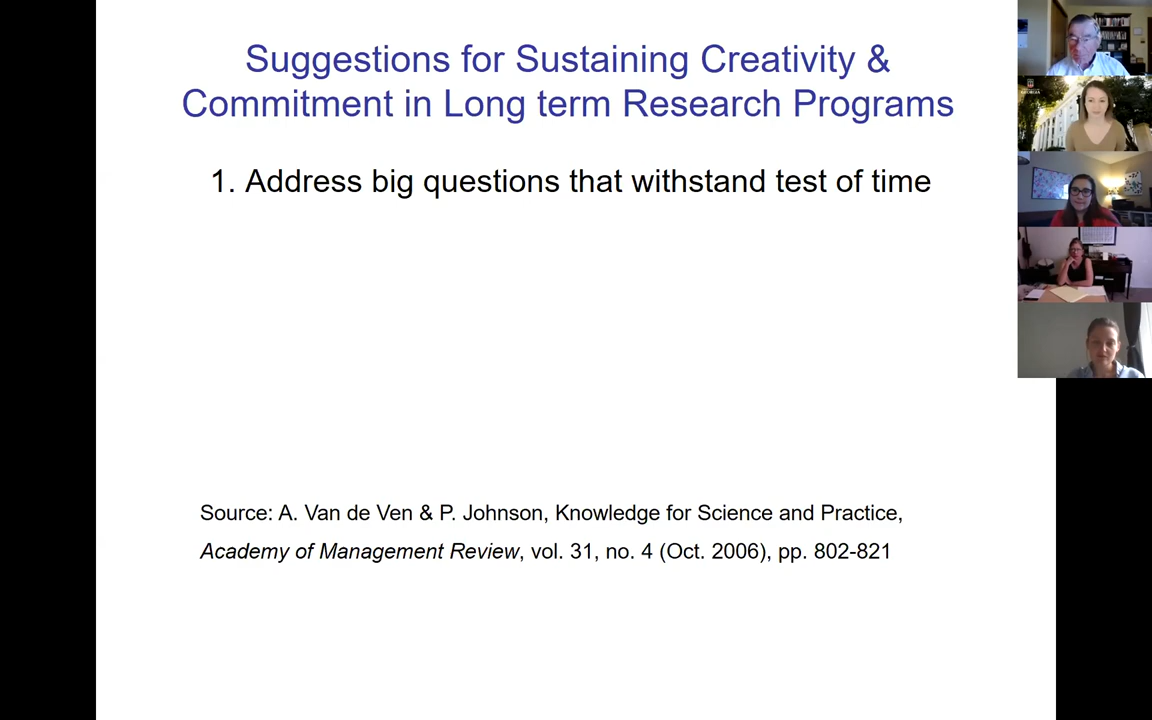 Suggestions for Sustaining Creativity &
Commitment in Long term Research Programs
1. Address big questions that withstand test of time
Source: A. Van de Ven & P. Johnson, Knowledge for Science and Practice,
Academy of Management Review, vol. 31, no. 4 (Oct. 2006), pp. 802-821
GEORGIA